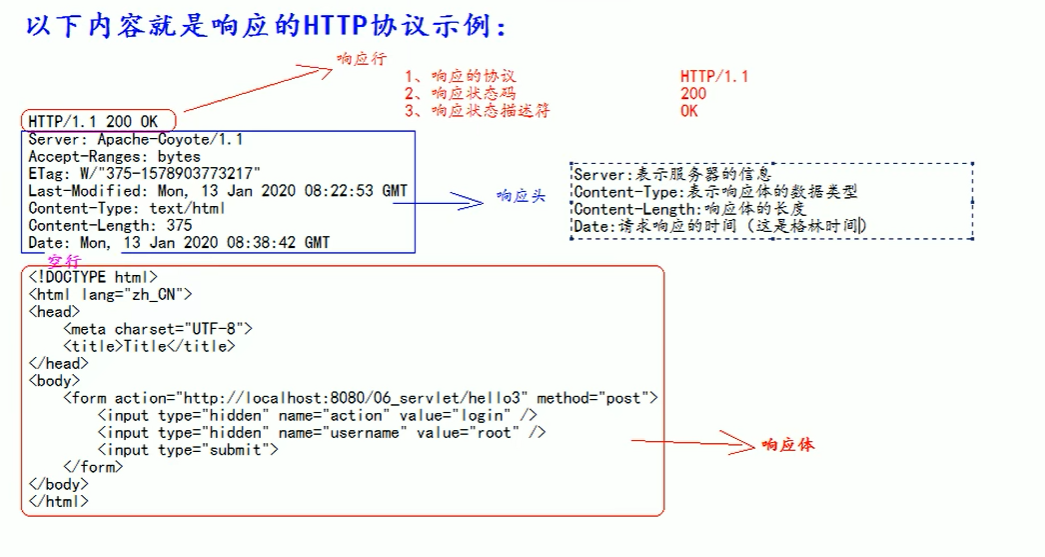 以下内容就是响应的HTTP协议示例:
响应行
1、响应的协议 HTTP/1.1
2、响应状态码 200
3、响应状态描述符 OK
HTTP/1.1 200 OK
Server: Apache-Coyote/1.1
Accept-Ranges: bytes
ETag: W/"375-1578903773217"
Last-Modified: Mon, 13 Jan 2020 08:22:53 GMT
Content-Type: text/html
Content-Length: 375
Date: Mon, 13 Jan 2020 08:38:42 GMT
响应头
Server:表示服务器的信息
Content-Type:表示响应体的数据类型
Content-Length:响应体的长度
Date:请求响应的时间（这是格林时间）
空行
<!DOCTYPE html>
<html lang="zh_CN">
<head>
    <meta charset="UTF-8">
    <title>Title</title>
</head>
<body>
    <form action="http://localhost:8080/06_servlet/hello3" method="post">
        <input type="hidden" name="action" value="login" />
        <input type="hidden" name="username" value="root" />
        <input type="submit">
    </form>
</body>
</html>
响应体